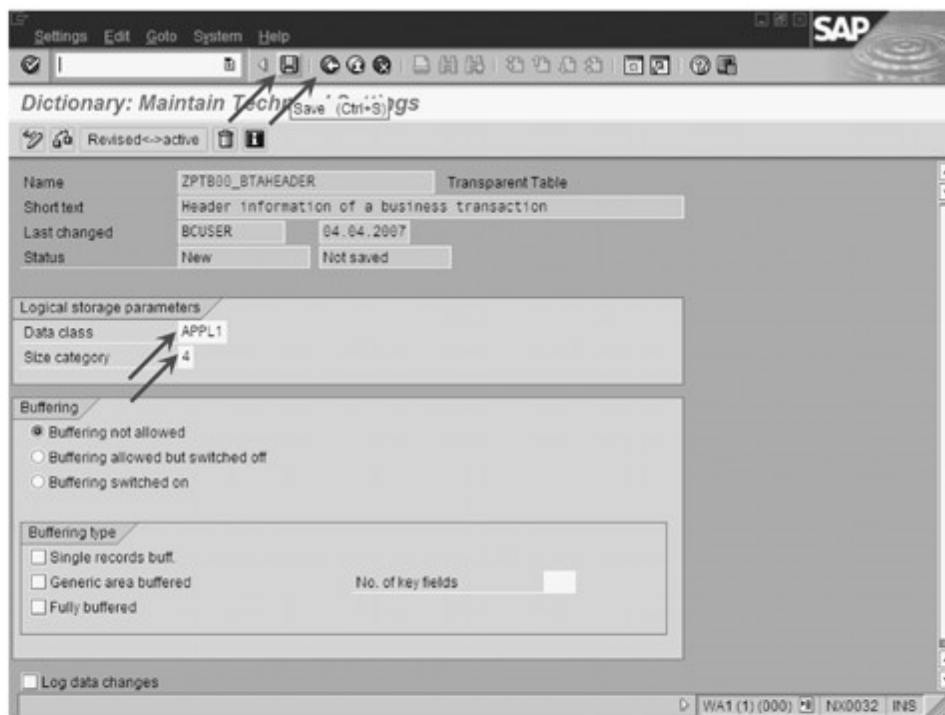 Settings Edit Goto System Help
SAP
Dictionary: Maintain Techn gs
Save (Ctrl+S)
Revised<->active
Name ZPTB00_BTAHEADER Transparent Table
Short text Header information of a business transaction
Last changed BCUSER 04.04.2007
Status New Not saved
Logical storage parameters
Data class APPL1
Size category 4
Buffering
Buffering not allowed
Buffering allowed but switched off
Buffering switched on
Buffering type
Single records buff.
Generic area buffered No. of key fields
Fully buffered
Log data changes
WA1 (1) (000) NX0032 INS